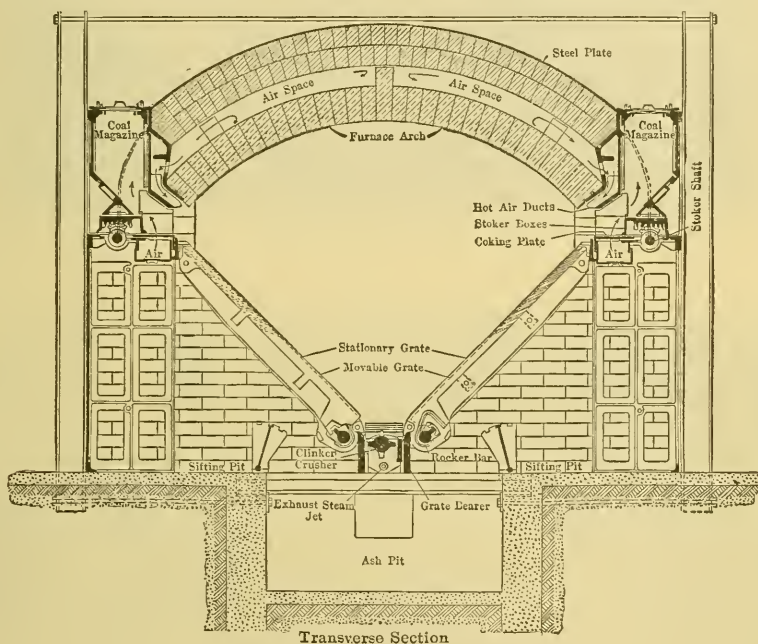 Steel Plate
Air Space
Air Space
Coal
Magazine
Coal
Magazine
Furnace Arch
Stoker Shaft
Hot Air Ducts
Stoker Boxes
Coking Plate
Air
Air
Stationary Grate
Movable Grate
Clinker
Crusher
Rocker Bar
Sifting Pit
Sifting Pit
Exhaust Steam
Jet
Grate Bearer
Ash Pit
Transverse Section